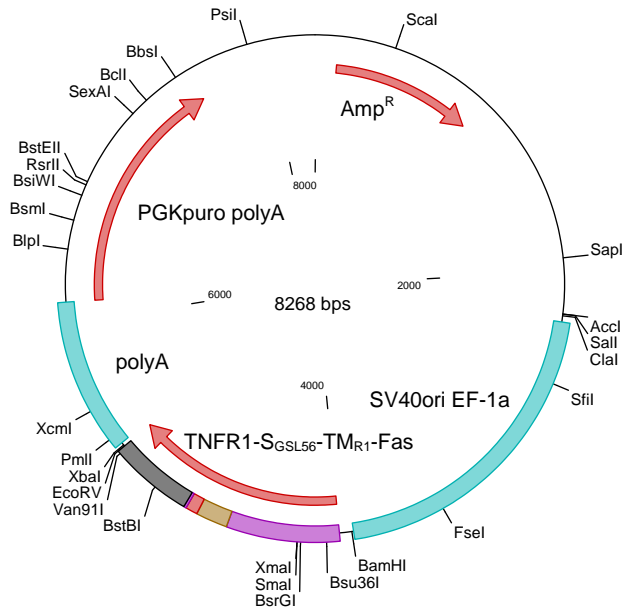 PsiI
ScaI
BbsI
BclI
SexAI
Amp^R
BstEII
RsrII
BsiWI
BsmI
BlpI
8000
PGKpuro polyA
SapI
6000
8268 bps
2000
AccI
SalI
ClaI
polyA
4000
SV40ori EF-1a
SfiI
XcmI
TNFR1-S_GSL56-TM_R1-Fas
PmlI
XbaI
EcoRV
Van91I
BstBI
FseI
XmaI
SmaI
BsrGI
Bsu36I
BamHI